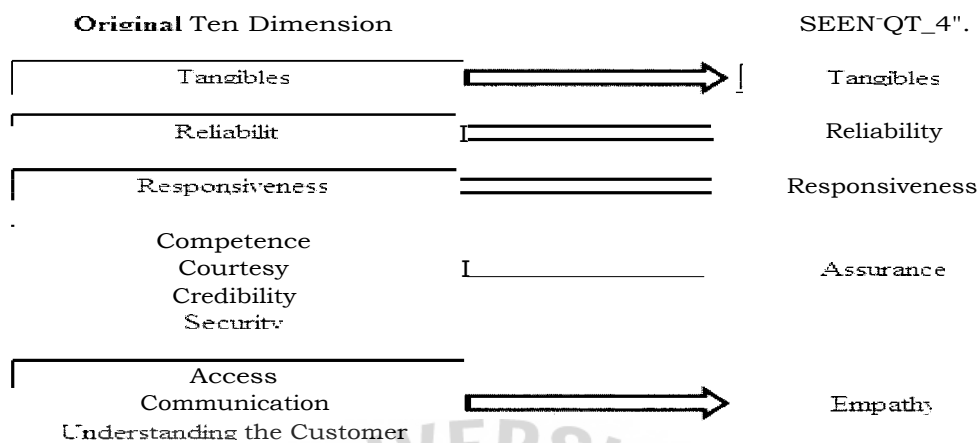 Original Ten Dimension SEEN-QT_4".
Tangibles Tangibles
Reliabilit Reliability
Responsiveness Responsiveness
Competence
Courtesy Assurance
Credibility
Security
Access
Communication Empathy
Understanding the Customer